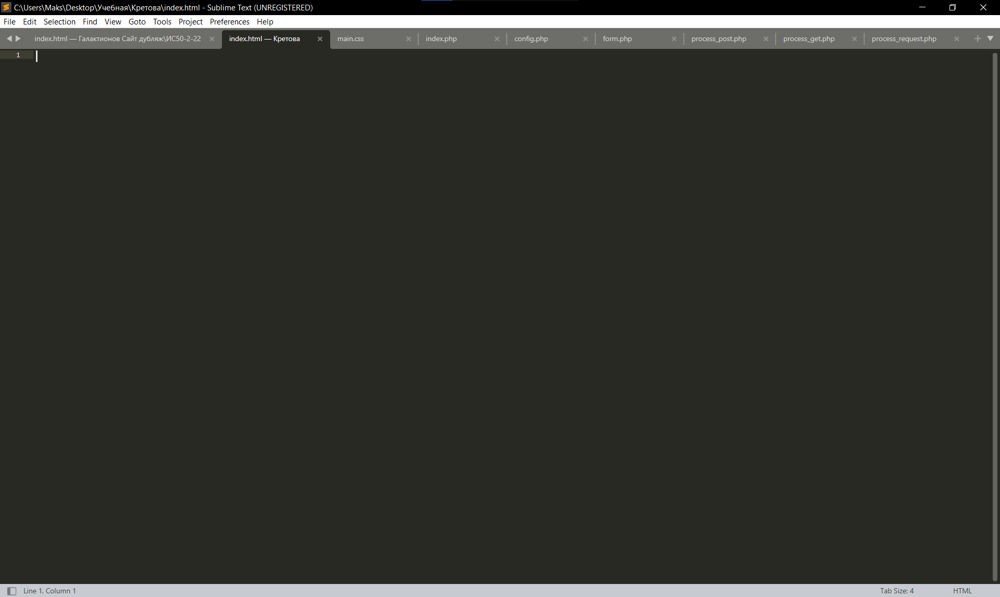 C:\Users\Maks\Desktop\Учебная\Кретова\index.html - Sublime Text (UNREGISTERED)
File Edit Selection Find View Goto Tools Project Preferences Help
index.html — Галактионов Сайт дубляж\ИС50-2-22 index.html — Кретова main.css index.php config.php form.php process_post.php process_get.php process_request.php
1
Line 1, Column 1 Tab Size: 4 HTML